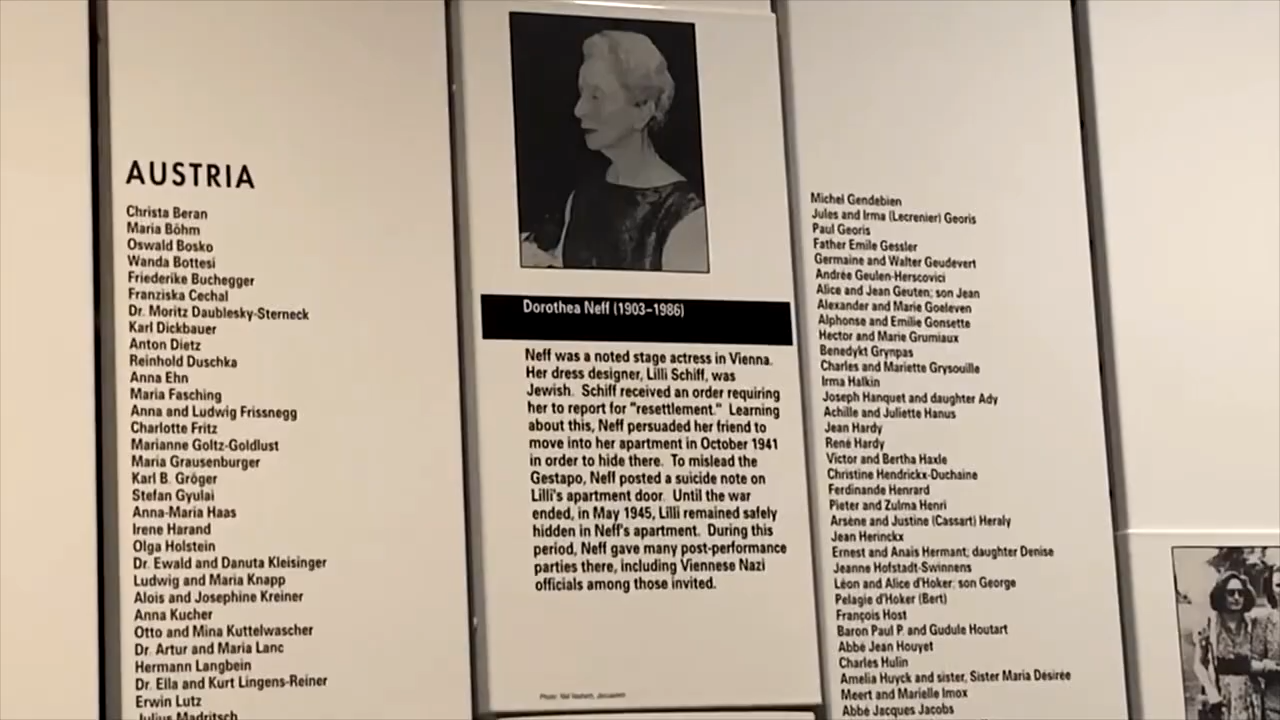 AUSTRIA
Christa Beran
Maria Böhm
Oswald Bosko
Wanda Bottesi
Friederike Buchegger
Franziska Cechal
Dr. Moritz Daublesky-Sterneck
Karl Dickbauer
Anton Dietz
Reinhold Duschka
Anna Ehn
Maria Fasching
Anna and Ludwig Frissnegg
Charlotte Fritz
Marianne Goltz-Goldlust
Maria Grausenburger
Karl B. Gröger
Stefan Gyulai
Anna-Maria Haas
Irene Harand
Olga Holstein
Dr. Ewald and Danuta Kleisinger
Ludwig and Maria Knapp
Alois and Josephine Kreiner
Anna Kucher
Otto and Mina Kuttelwascher
Dr. Artur and Maria Lanc
Hermann Langbein
Dr. Ella and Kurt Lingens-Reiner
Erwin Lutz
Julius Madritsch
Dorothea Neff (1903–1986)
Neff was a noted stage actress in Vienna.
Her dress designer, Lilli Schiff, was
Jewish. Schiff received an order requiring
her to report for "resettlement." Learning
about this, Neff persuaded her friend to
move into her apartment in October 1941
in order to hide there. To mislead the
Gestapo, Neff posted a suicide note on
Lilli's apartment door. Until the war
ended, in May 1945, Lilli remained safely
hidden in Neff's apartment. During this
period, Neff gave many post-performance
parties there, including Viennese Nazi
officials among those invited.
Photo: Yad Vashem, Jerusalem
Michel Gendebien
Jules and Irma (Lecrenier) Georis
Paul Georis
Father Emile Gessler
Germaine and Walter Geudevert
Andrée Geulen-Herscovici
Alice and Jean Geuten; son Jean
Alexander and Marie Goeleven
Alphonse and Emilie Gonsette
Hector and Marie Grumiaux
Benedykt Grynpas
Charles and Mariette Grysouille
Irma Halkin
Joseph Hanquet and daughter Ady
Achille and Juliette Hanus
Jean Hardy
René Hardy
Victor and Bertha Haxle
Christine Hendrickx-Duchaine
Ferdinande Henrard
Pieter and Zulma Henri
Arsène and Justine (Cassart) Heraly
Jean Herinckx
Ernest and Anaïs Hermant; daughter Denise
Jeanne Hofstadt-Swinnens
Léon and Alice d'Hoker; son George
Pelagie d'Hoker (Bert)
François Host
Baron Paul P. and Gudule Houtart
Abbé Jean Houyet
Charles Hulin
Amelia Huyck and sister, Sister Maria Désirée
Meert and Marielle Imox
Abbé Jacques Jacobs